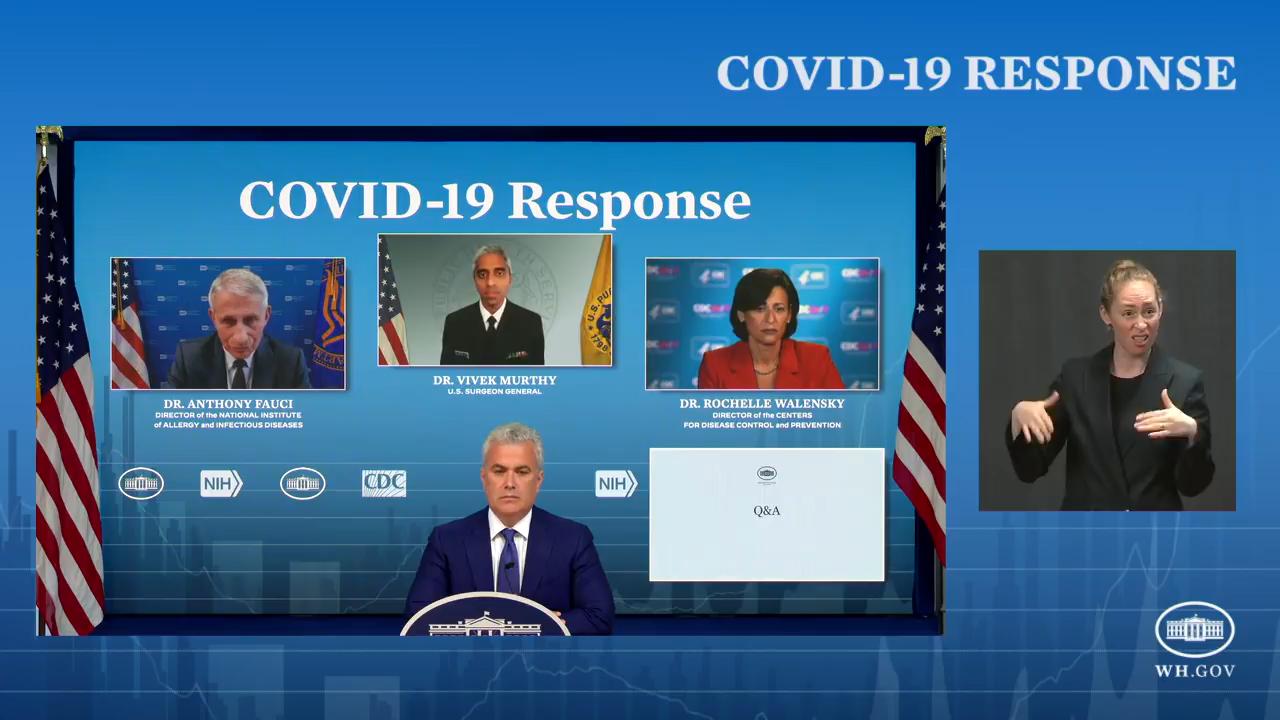 COVID-19 RESPONSE
COVID-19 Response
DR. ANTHONY FAUCI
DIRECTOR of the NATIONAL INSTITUTE
of ALLERGY and INFECTIOUS DISEASES
DR. VIVEK MURTHY
U.S. SURGEON GENERAL
DR. ROCHELLE WALENSKY
DIRECTOR of the CENTERS
FOR DISEASE CONTROL and PREVENTION
NIH
CDC
NIH
Q&A
U.S. PU
1798
WH.GOV